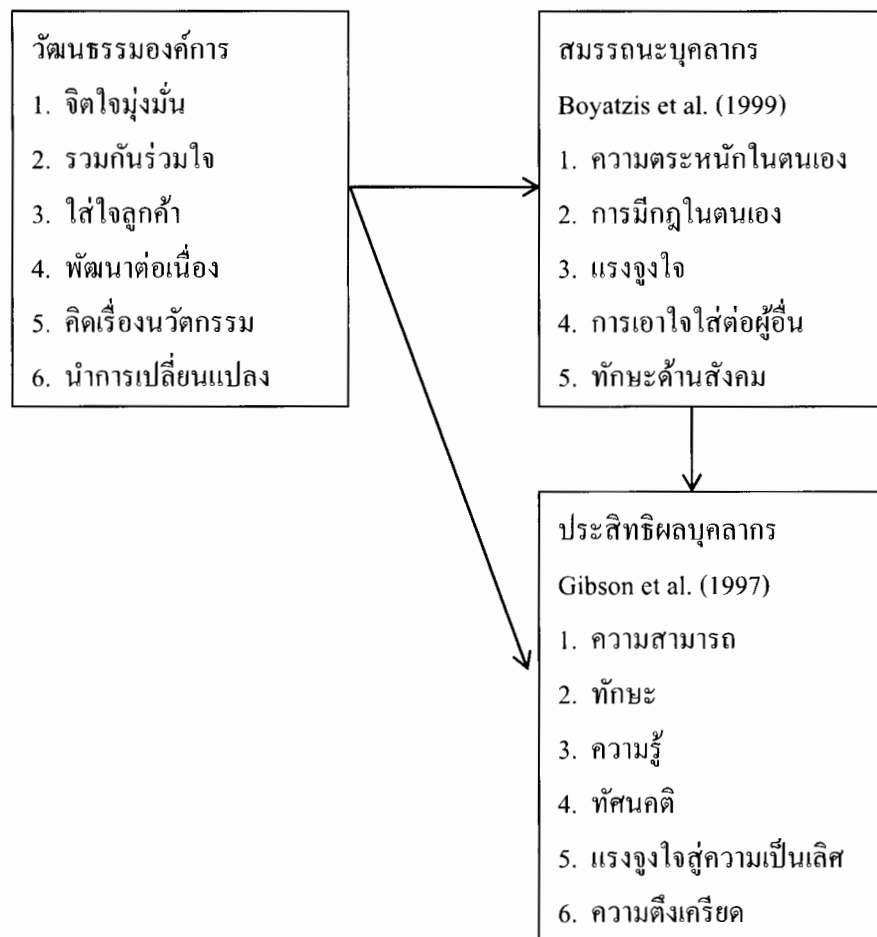 วัฒนธรรมองค์การ
1. จิตใจมุ่งมั่น
2. รวมกันร่วมใจ
3. ใส่ใจลูกค้า
4. พัฒนาต่อเนื่อง
5. คิดเรื่องนวัตกรรม
6. นำการเปลี่ยนแปลง
สมรรถนะบุคลากร
Boyatzis et al. (1999)
1. ความตระหนักในตนเอง
2. การมีกฎในตนเอง
3. แรงจูงใจ
4. การเอาใจใส่ต่อผู้อื่น
5. ทักษะด้านสังคม
ประสิทธิผลบุคลากร
Gibson et al. (1997)
1. ความสามารถ
2. ทักษะ
3. ความรู้
4. ทัศนคติ
5. แรงจูงใจสู่ความเป็นเลิศ
6. ความตึงเครียด